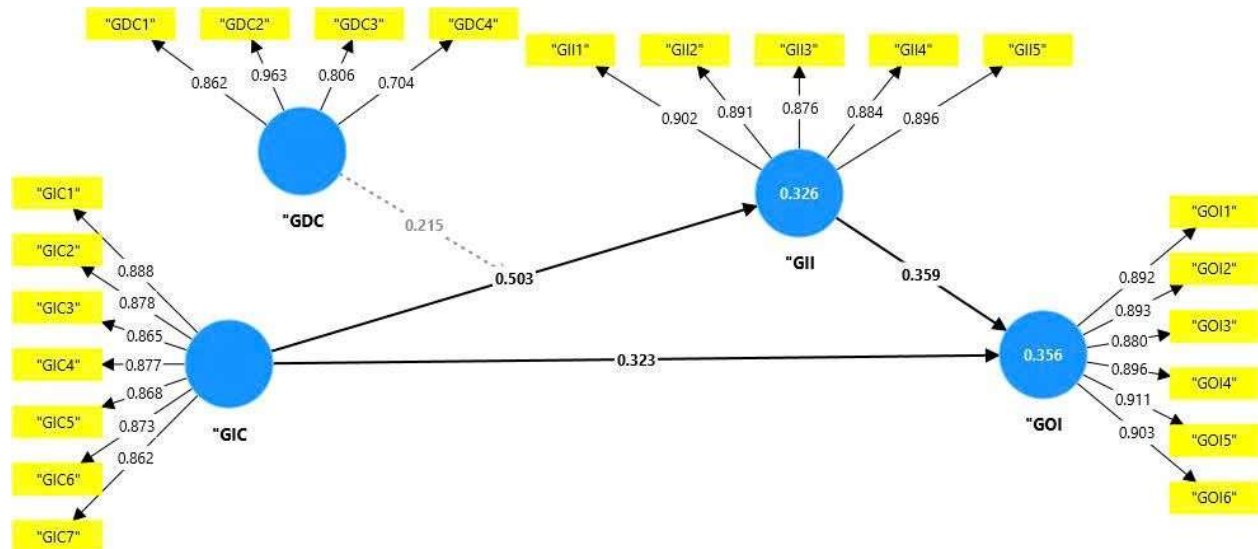 "GDC1"
"GDC2"
"GDC3"
"GDC4"
0.862
0.963
0.806
0.704
"GDC
"GII1"
"GII2"
"GII3"
"GII4"
"GII5"
0.902
0.891
0.876
0.884
0.896
0.326
"GII
"GIC1"
"GIC2"
"GIC3"
"GIC4"
"GIC5"
"GIC6"
"GIC7"
0.888
0.878
0.865
0.877
0.868
0.873
0.862
"GIC
0.215
0.503
0.359
0.323
0.356
"GOI
0.892
0.893
0.880
0.896
0.911
0.903
"GOI1"
"GOI2"
"GOI3"
"GOI4"
"GOI5"
"GOI6"